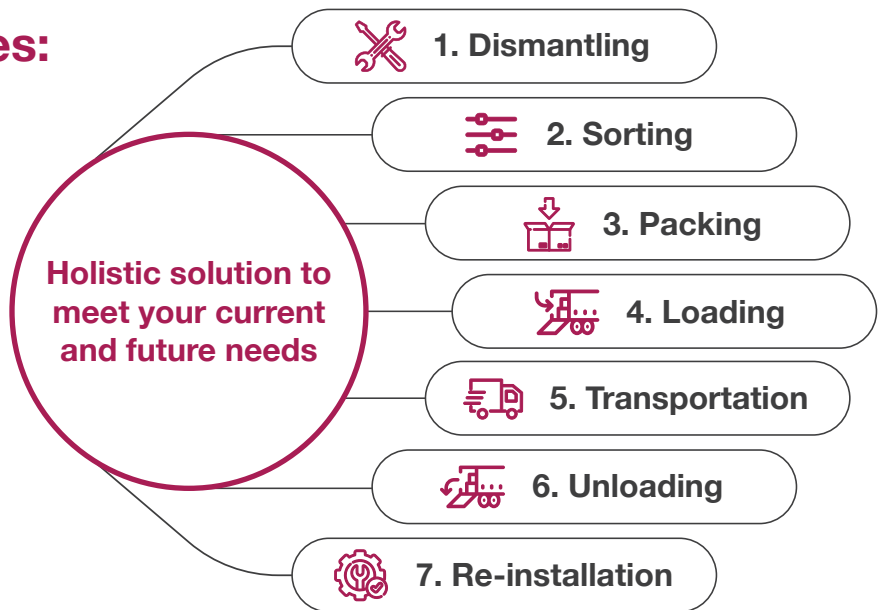 es:
1. Dismantling
2. Sorting
3. Packing
Holistic solution to
meet your current
and future needs
4. Loading
5. Transportation
6. Unloading
7. Re-installation